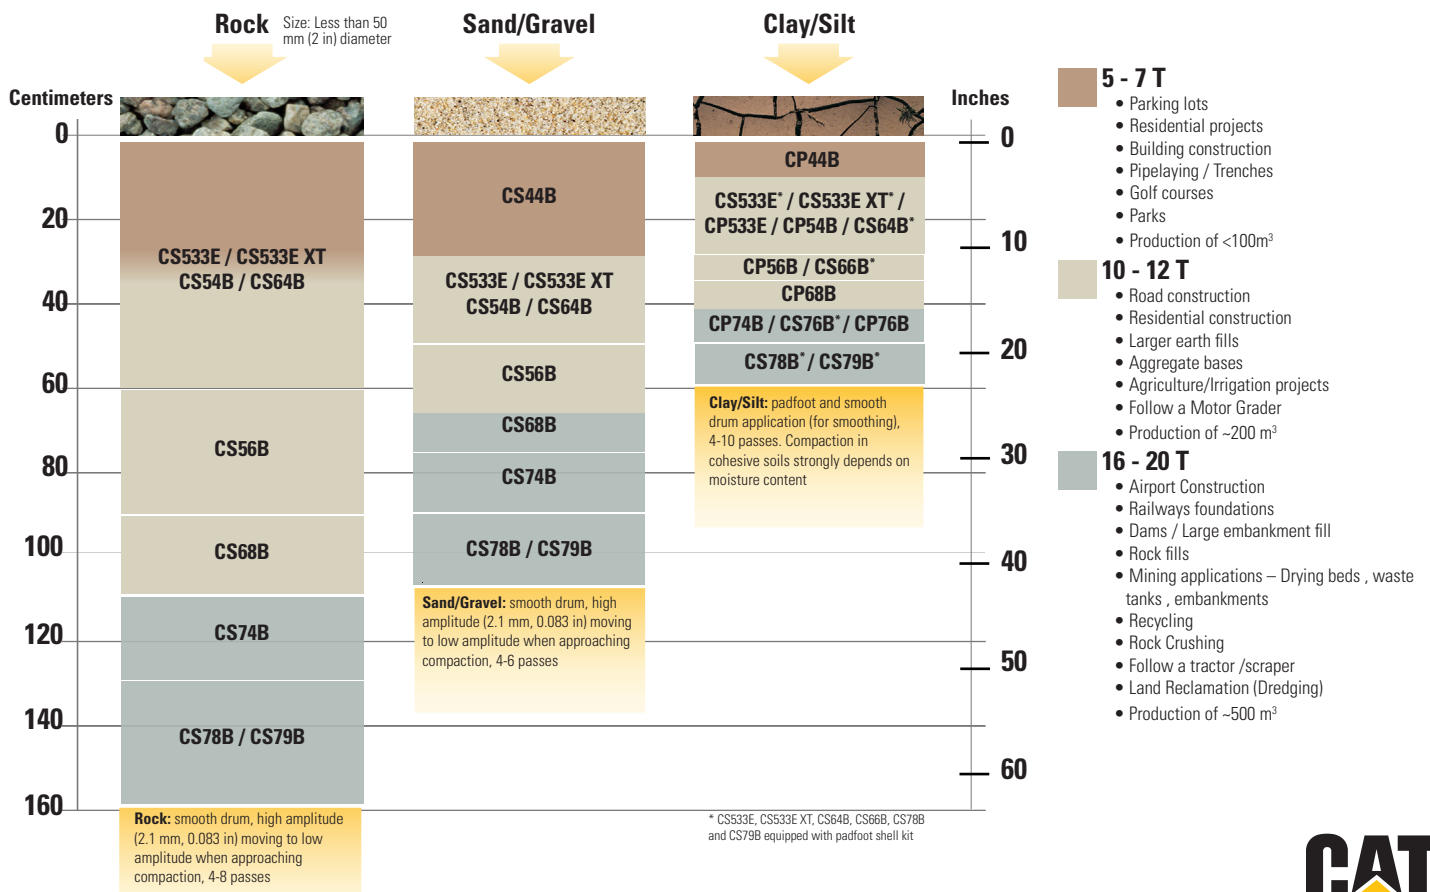 Rock
Size: Less than 50
mm (2 in) diameter
Sand/Gravel
Clay/Silt
Centimeters
0
20
40
60
80
100
120
140
160
CS533E / CS533E XT
CS54B / CS64B
CS56B
CS68B
CS74B
CS78B / CS79B
Rock: smooth drum, high amplitude
(2.1 mm, 0.083 in) moving to low
amplitude when approaching
compaction, 4-8 passes
CS44B
CS533E / CS533E XT
CS54B / CS64B
CS56B
CS68B
CS74B
CS78B / CS79B
Sand/Gravel: smooth drum, high
amplitude (2.1 mm, 0.083 in) moving
to low amplitude when approaching
compaction, 4-6 passes
CP44B
CS533E* / CS533E XT* /
CP533E / CP54B / CS64B*
CP56B / CS66B*
CP68B
CP74B / CS76B* / CP76B
CS78B* / CS79B*
Clay/Silt: padfoot and smooth
drum application (for smoothing),
4-10 passes. Compaction in
cohesive soils strongly depends on
moisture content
* CS533E, CS533E XT, CS64B, CS66B, CS78B
and CS79B equipped with padfoot shell kit
Inches
0
10
20
30
40
50
60
5 - 7 T
• Parking lots
• Residential projects
• Building construction
• Pipelaying / Trenches
• Golf courses
• Parks
• Production of <100m³
10 - 12 T
• Road construction
• Residential construction
• Larger earth fills
• Aggregate bases
• Agriculture/Irrigation projects
• Follow a Motor Grader
• Production of ~200 m³
16 - 20 T
• Airport Construction
• Railways foundations
• Dams / Large embankment fill
• Rock fills
• Mining applications – Drying beds , waste
tanks , embankments
• Recycling
• Rock Crushing
• Follow a tractor /scraper
• Land Reclamation (Dredging)
• Production of ~500 m³
CAT